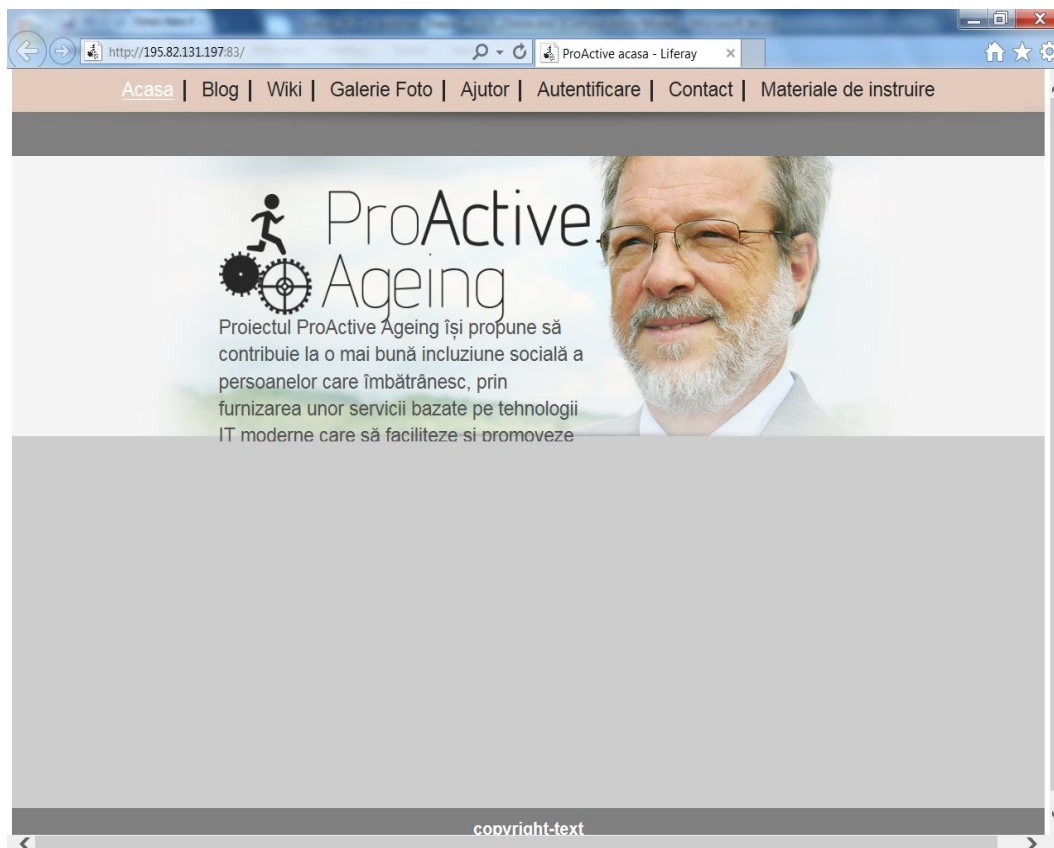 http://195.82.131.197:83/
ProActive acasa - Liferay
Acasa | Blog | Wiki | Galerie Foto | Ajutor | Autentificare | Contact | Materiale de instruire
ProActive
Ageing
Proiectul ProActive Ageing își propune să
contribuie la o mai bună incluziune socială a
persoanelor care îmbătrânesc, prin
furnizarea unor servicii bazate pe tehnologii
IT moderne care să faciliteze și promoveze
copyright-text